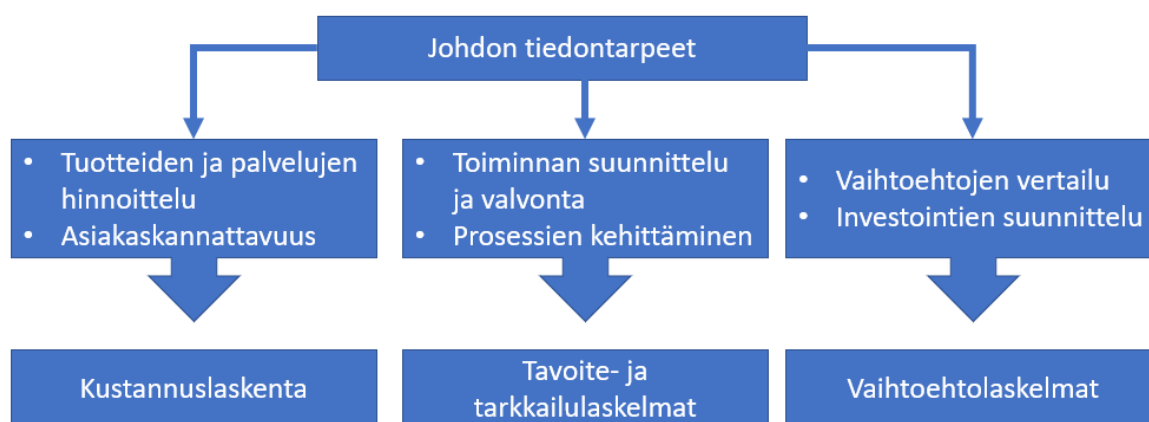 Johdon tiedontarpeet
• Tuotteiden ja palvelujen
hinnoittelu
• Asiakaskannattavuus
• Toiminnan suunnittelu
ja valvonta
• Prosessien kehittäminen
• Vaihtoehtojen vertailu
• Investointien suunnittelu
Kustannuslaskenta
Tavoite- ja
tarkkailulaskelmat
Vaihtoehtolaskelmat